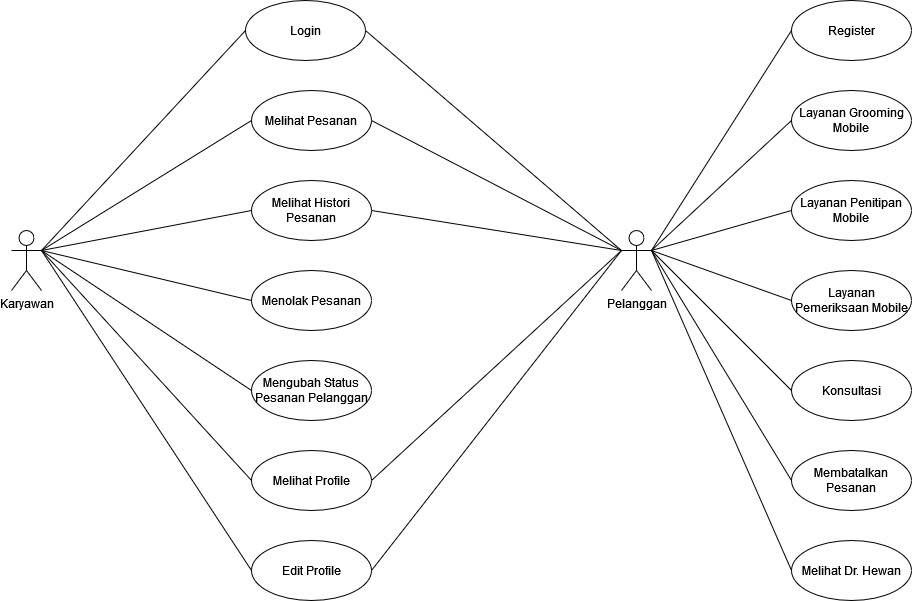 Login
Register
Melihat Pesanan
Layanan Grooming
Mobile
Melihat Histori
Pesanan
Layanan Penitipan
Mobile
Karyawan
Menolak Pesanan
Pelanggan
Layanan
Pemeriksaan Mobile
Mengubah Status
Pesanan Pelanggan
Konsultasi
Melihat Profile
Membatalkan
Pesanan
Edit Profile
Melihat Dr. Hewan